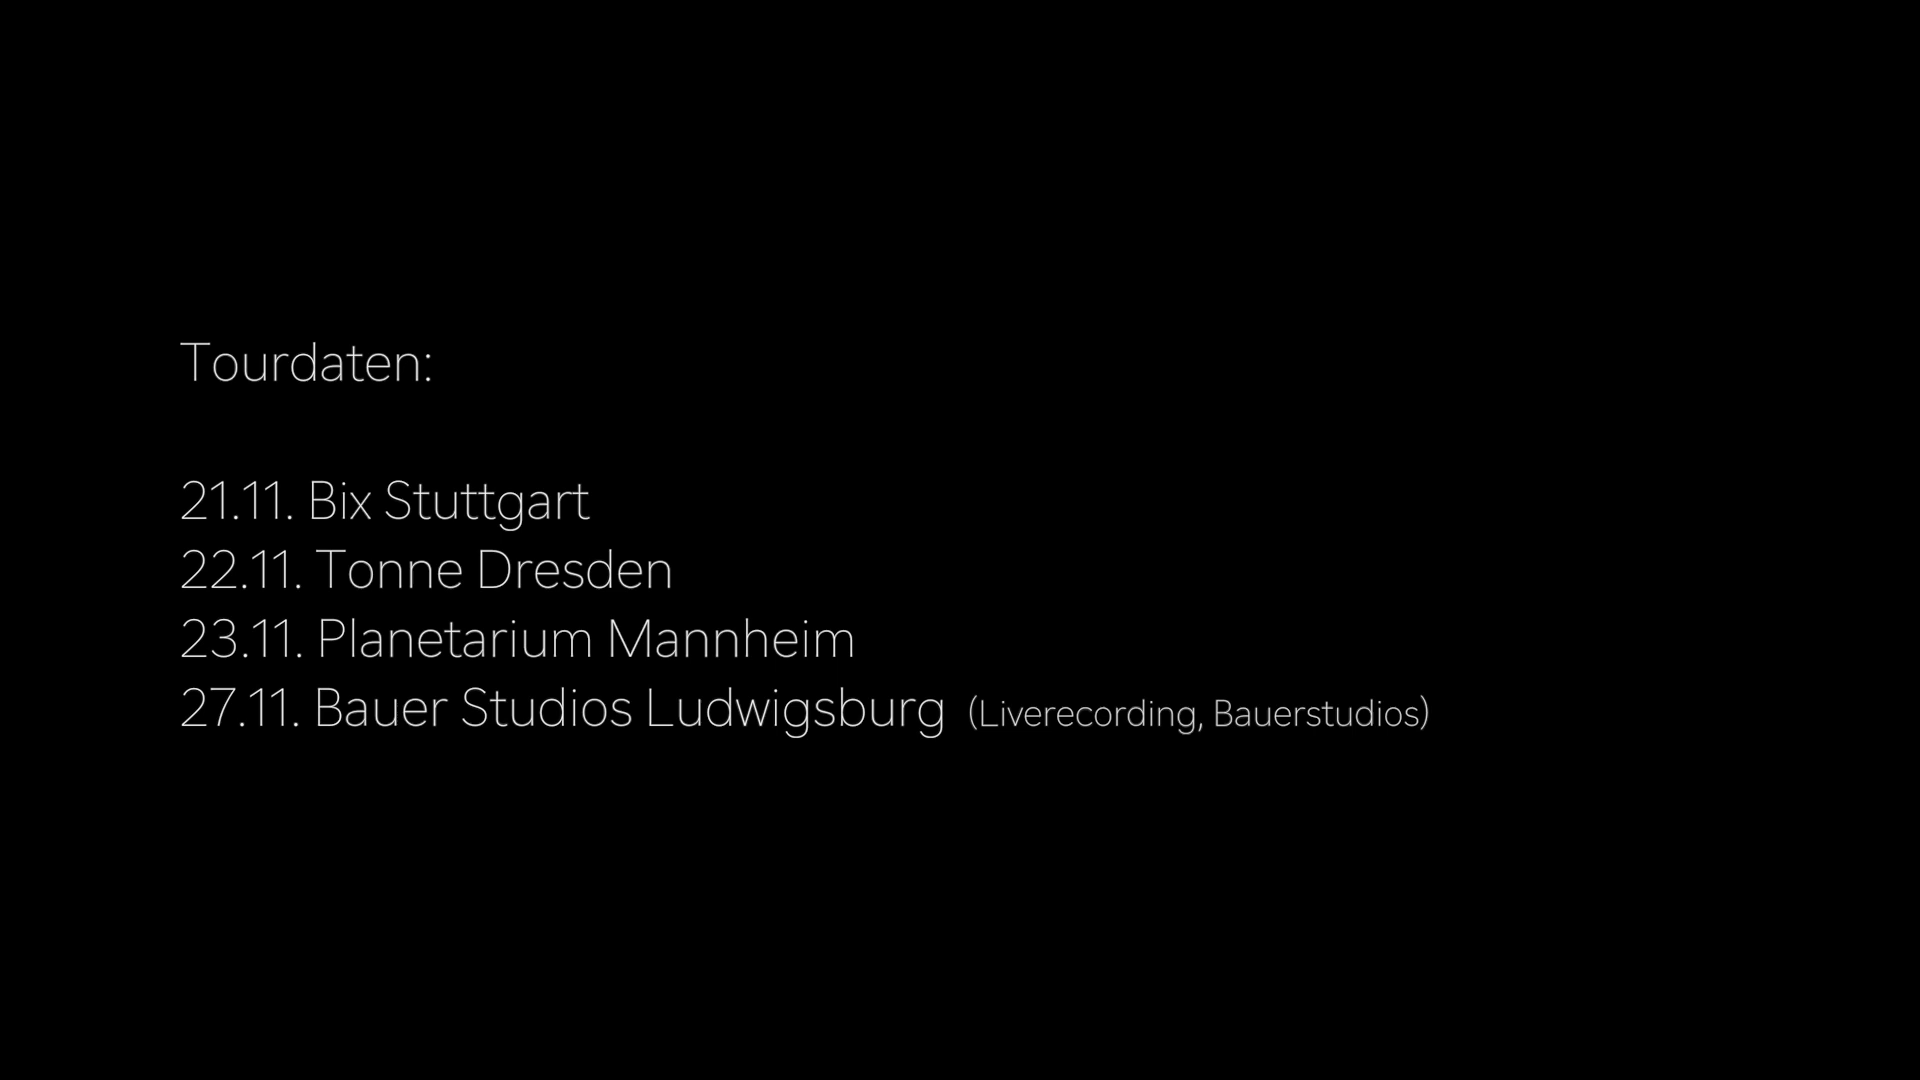 Tourdaten:
21.11. Bix Stuttgart
22.11. Tonne Dresden
23.11. Planetarium Mannheim
27.11. Bauer Studios Ludwigsburg (Liverecording, Bauerstudios)